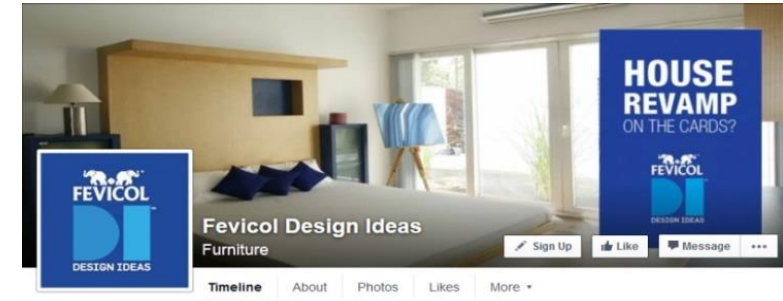 HOUSE
REVAMP
ON THE CARDS?
FEVICOL
DESIGN IDEAS
FEVICOL
DESIGN IDEAS
Fevicol Design Ideas
Furniture
Sign Up
Like
Message
Timeline About Photos Likes More